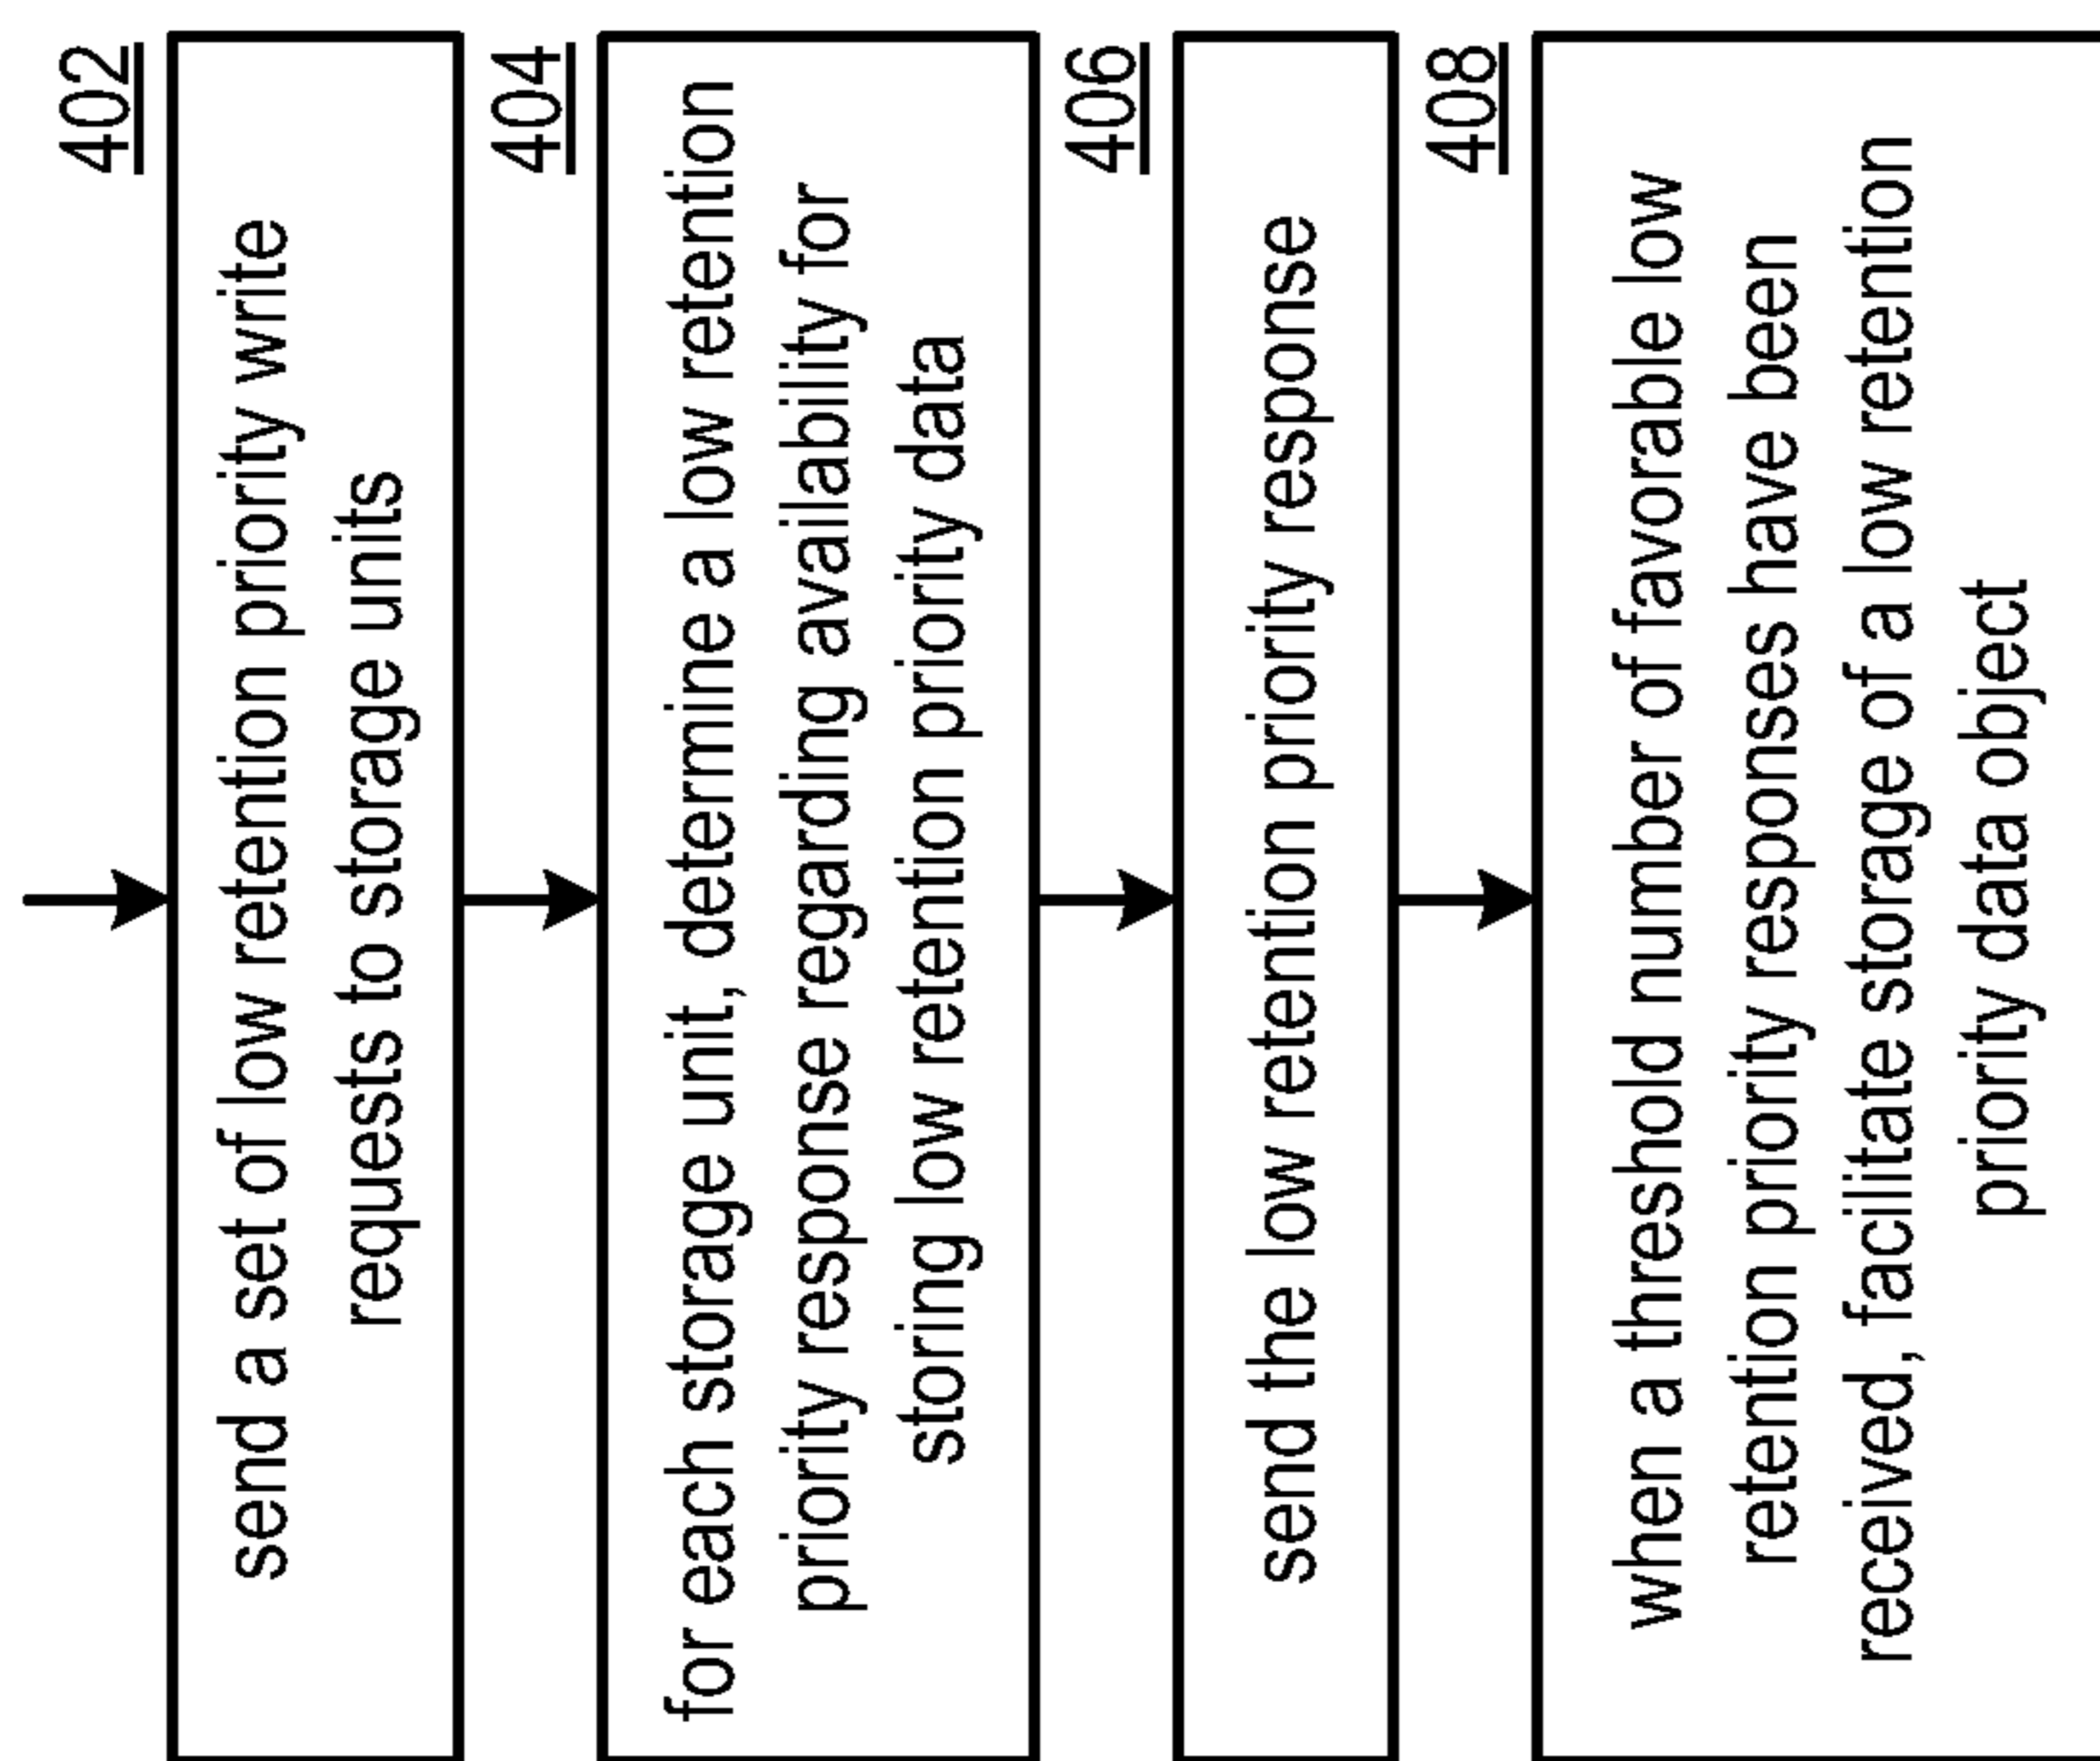 402
send a set of low retention priority write
requests to storage units
404
for each storage unit, determine a low retention
priority response regarding availability for
storing low retention priority data
406
send the low retention priority response
408
when a threshold number of favorable low
retention priority responses have been
received, facilitate storage of a low retention
priority data object